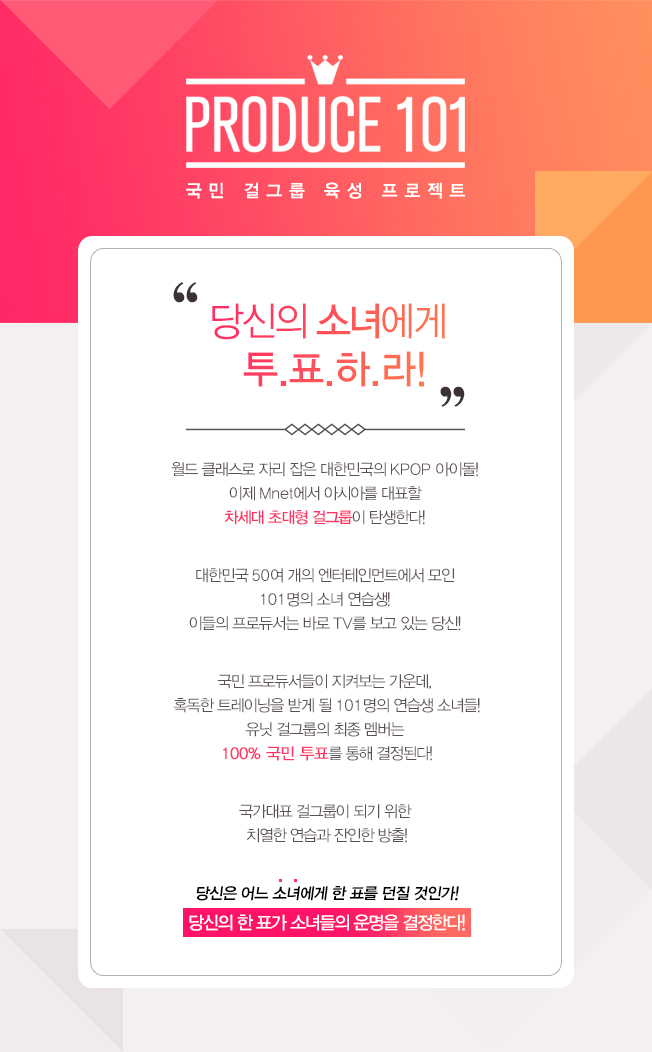 PRODUCE 101
국민 걸그룹 육성 프로젝트
“
당신의 소녀에게
투.표.하.라!
”
월드 클래스로 자리 잡은 대한민국의 KPOP 아이돌!
이제 Mnet에서 아시아를 대표할
차세대 초대형 걸그룹이 탄생한다!
대한민국 50여 개의 엔터테인먼트에서 모인
101명의 소녀 연습생!
이들의 프로듀서는 바로 TV를 보고 있는 당신!
국민 프로듀서들이 지켜보는 가운데,
혹독한 트레이닝을 받게 될 101명의 연습생 소녀들!
유닛 걸그룹의 최종 멤버는
100% 국민 투표를 통해 결정된다!
국가대표 걸그룹이 되기 위한
치열한 연습과 잔인한 방출!
당신은 어느 소녀에게 한 표를 던질 것인가!
당신의 한 표가 소녀들의 운명을 결정한다!